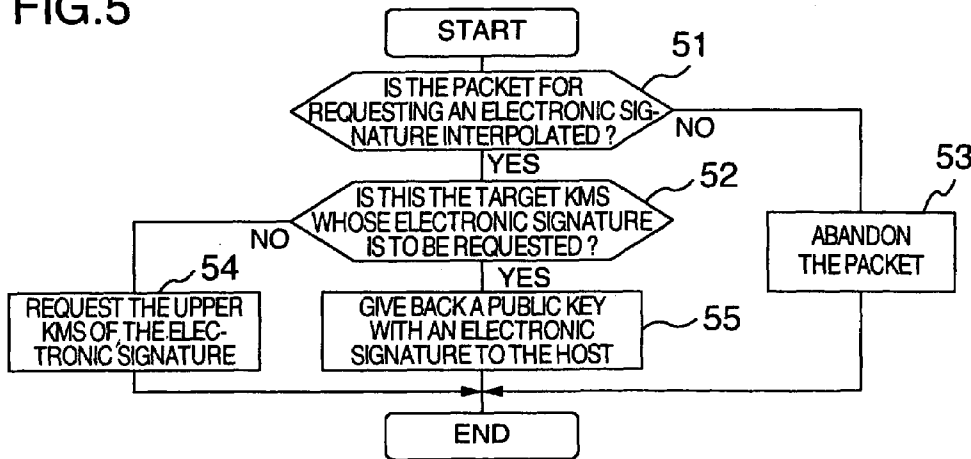 FIG.5
START
51
IS THE PACKET FOR
REQUESTING AN ELECTRONIC SIG-
NATURE INTERPOLATED ?
NO
YES
52
IS THIS THE TARGET KMS
WHOSE ELECTRONIC SIGNATURE
IS TO BE REQUESTED ?
NO
YES
53
ABANDON
THE PACKET
54
REQUEST THE UPPER
KMS OF THE ELEC-
TRONIC SIGNATURE
GIVE BACK A PUBLIC KEY
WITH AN ELECTRONIC
SIGNATURE TO THE HOST
55
END